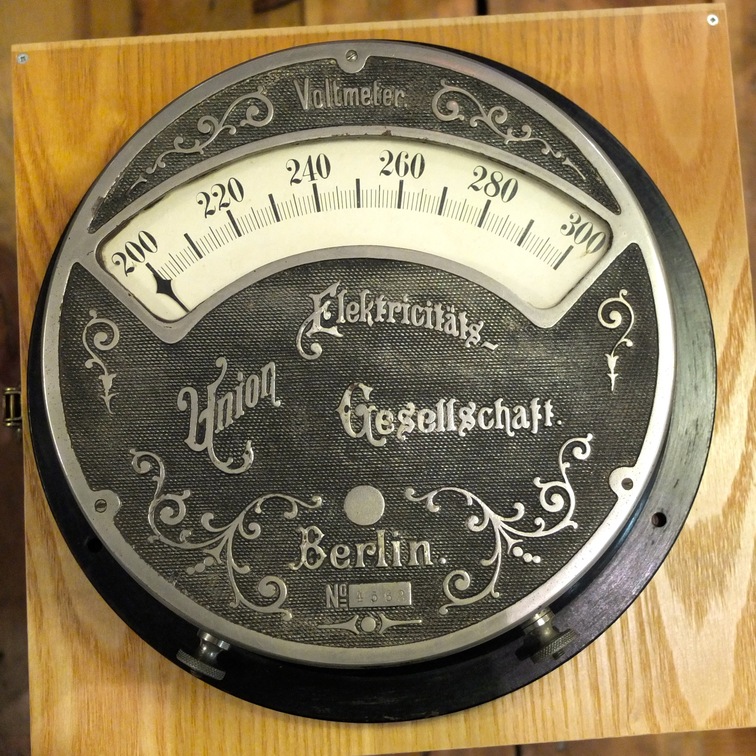 Voltmeter.
200 220 240 260 280 300
Elektricitäts-
Union Gesellschaft.
Berlin.
No